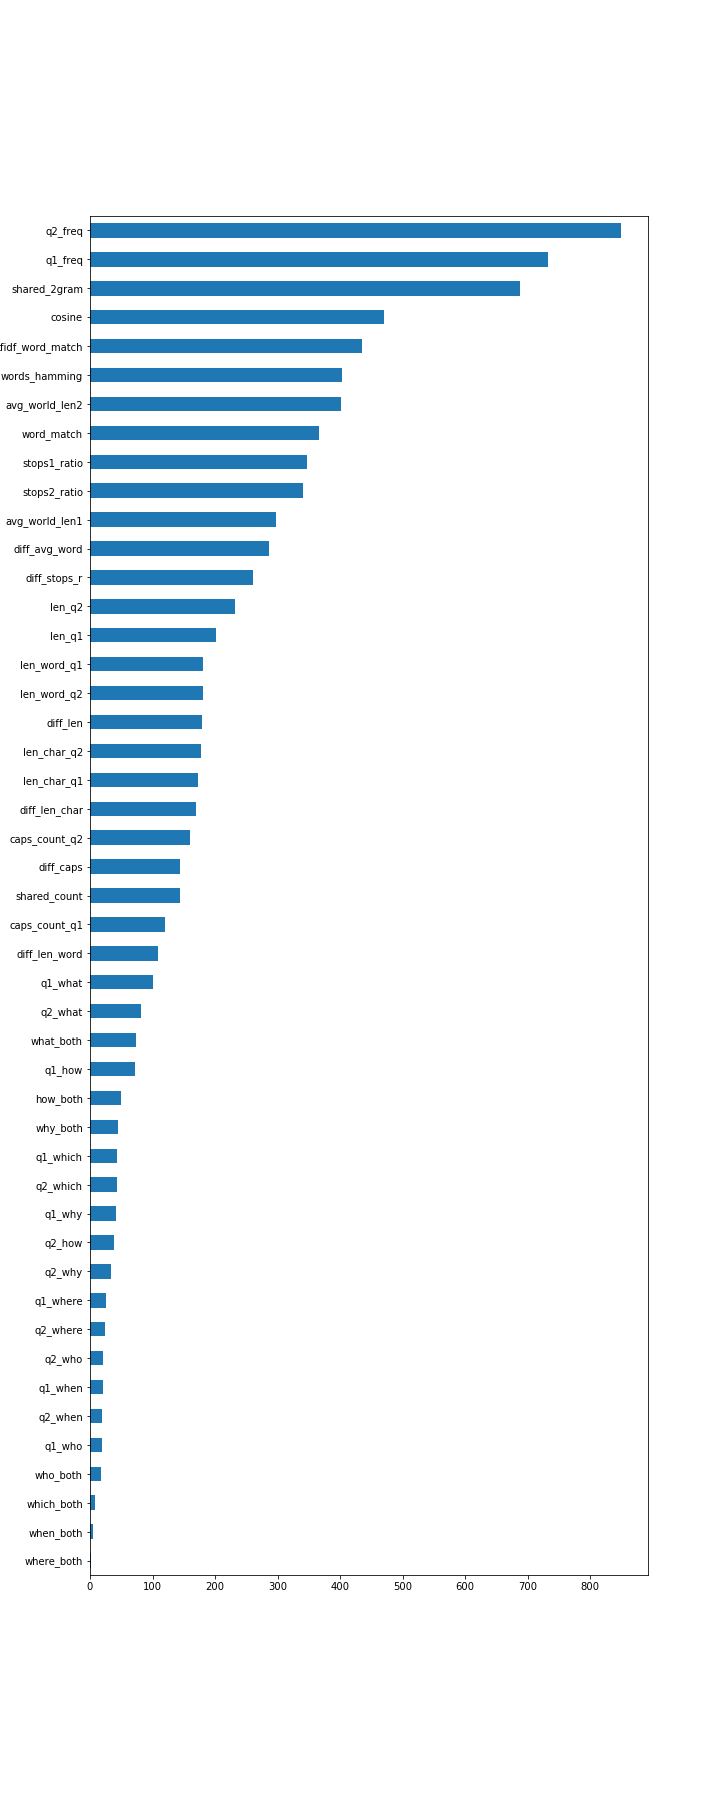 q2_freq
q1_freq
shared_2gram
cosine
fidf_word_match
words_hamming
avg_world_len2
word_match
stops1_ratio
stops2_ratio
avg_world_len1
diff_avg_word
diff_stops_r
len_q2
len_q1
len_word_q1
len_word_q2
diff_len
len_char_q2
len_char_q1
diff_len_char
caps_count_q2
diff_caps
shared_count
caps_count_q1
diff_len_word
q1_what
q2_what
what_both
q1_how
how_both
why_both
q1_which
q2_which
q1_why
q2_how
q2_why
q1_where
q2_where
q2_who
q1_when
q2_when
q1_who
who_both
which_both
when_both
where_both
0 100 200 300 400 500 600 700 800